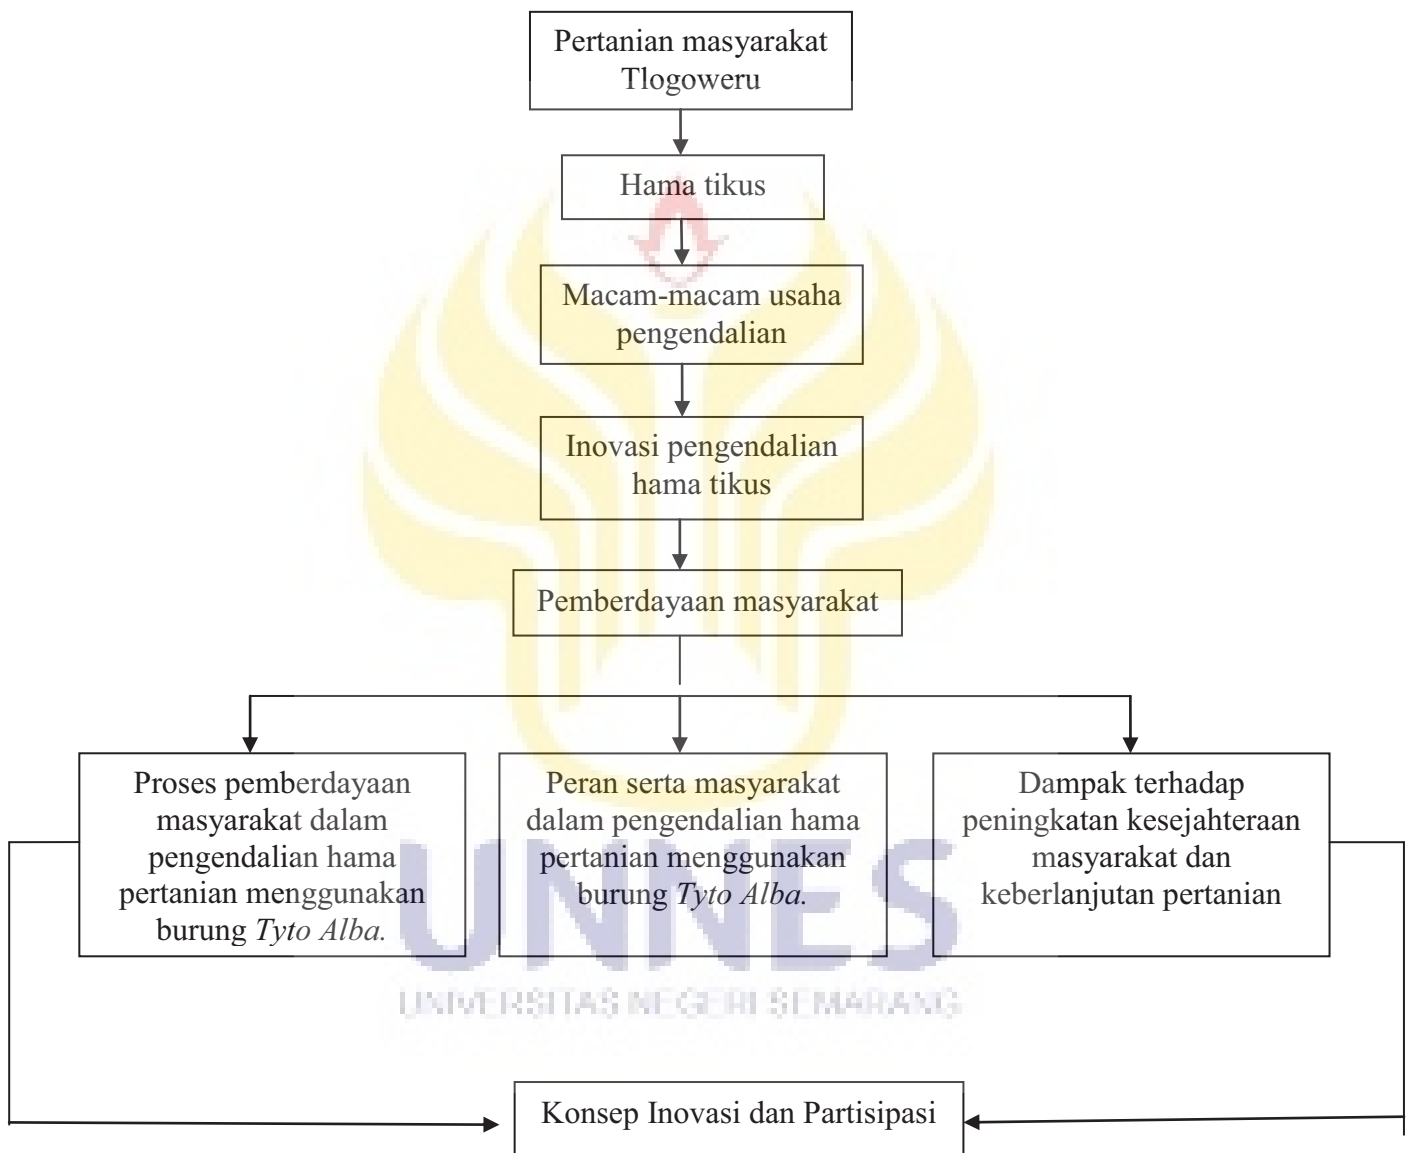 Pertanian masyarakat
Tlogoweru
Hama tikus
Macam-macam usaha
pengendalian
Inovasi pengendalian
hama tikus
Pemberdayaan masyarakat
Proses pemberdayaan
masyarakat dalam
pengendalian hama
pertanian menggunakan
burung Tyto Alba.
Peran serta masyarakat
dalam pengendalian hama
pertanian menggunakan
burung Tyto Alba.
Dampak terhadap
peningkatan kesejahteraan
masyarakat dan
keberlanjutan pertanian
UNNES
UNIVERSITAS NEGERI SEMARANG
Konsep Inovasi dan Partisipasi